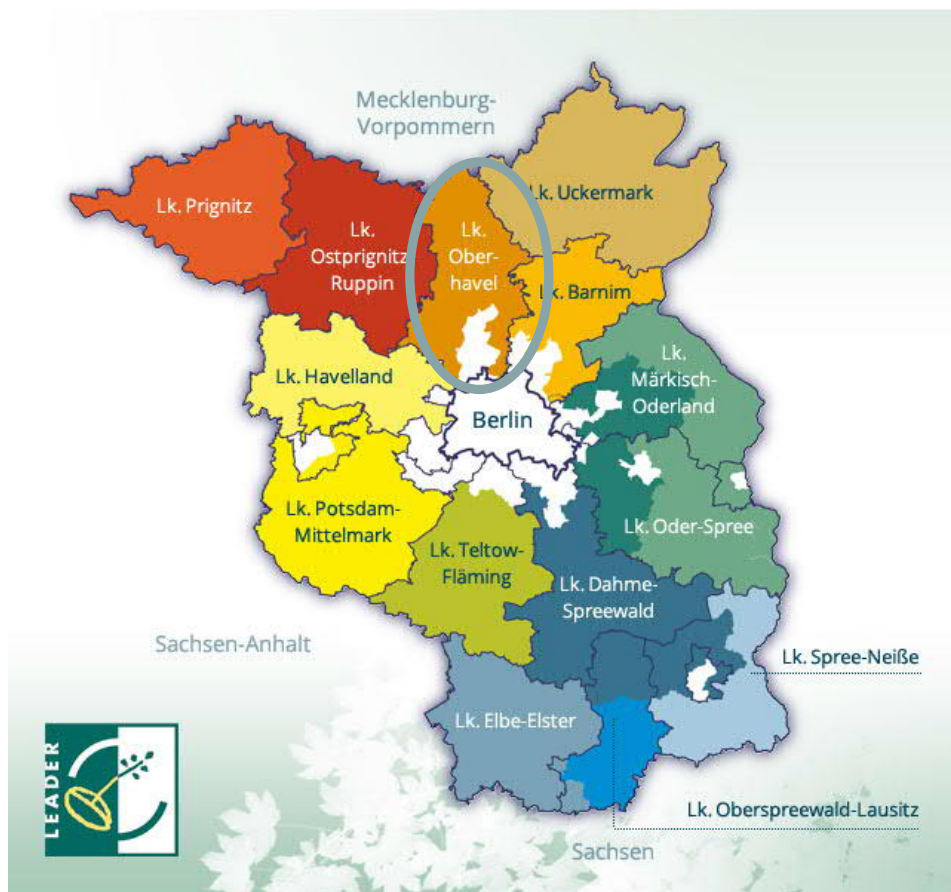 Mecklenburg-
Vorpommern
Lk. Prignitz
Lk.
Ostprignitz
Ruppin
Lk.
Ober-
havel
Lk. Uckermark
Lk. Barnim
Lk. Havelland
Lk.
Märkisch-
Oderland
Berlin
Lk. Potsdam-
Mittelmark
Lk. Teltow-
Fläming
Lk. Oder-Spree
Lk. Dahme-
Spreewald
Sachsen-Anhalt
Lk. Spree-Neiße
Lk. Elbe-Elster
LEADER
Lk. Oberspreewald-Lausitz
Sachsen